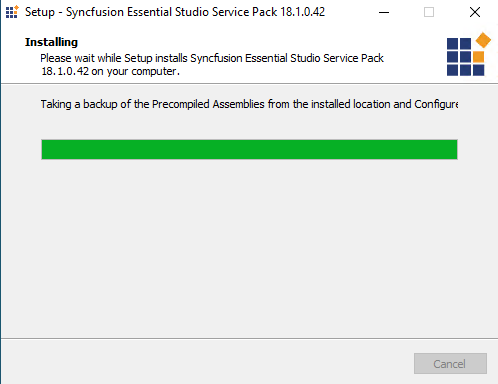 Setup - Syncfusion Essential Studio Service Pack 18.1.0.42
Installing
Please wait while Setup installs Syncfusion Essential Studio Service Pack
18.1.0.42 on your computer.
Taking a backup of the Precompiled Assemblies from the installed location and Configure
Cancel